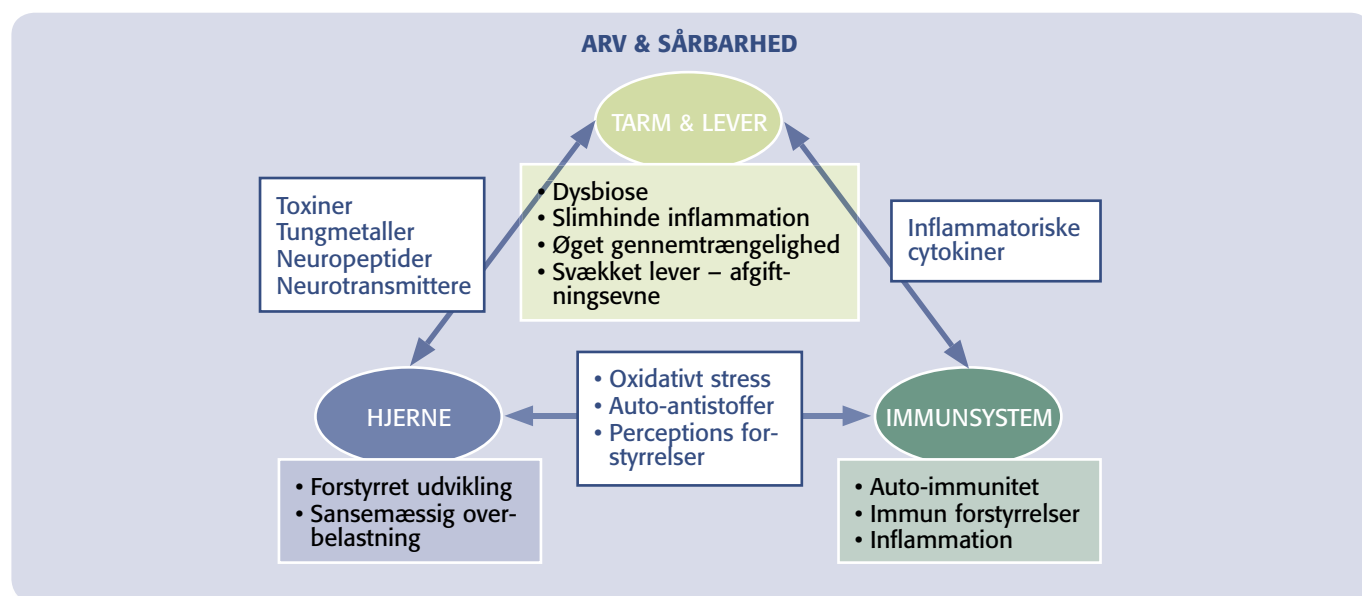 ARV & SÅRBARHED
TARM & LEVER
• Dysbiose
• Slimhinde inflammation
• Øget gennemtrængelighed
• Svækket lever – afgift-
ningsevne
Toxiner
Tungmetaller
Neuropeptider
Neurotransmittere
Inflammatoriske
cytokiner
HJERNE
• Forstyrret udvikling
• Sansemæssig over-
belastning
• Oxidativt stress
• Auto-antistoffer
• Perceptions for-
styrrelser
IMMUNSYSTEM
• Auto-immunitet
• Immun forstyrrelser
• Inflammation